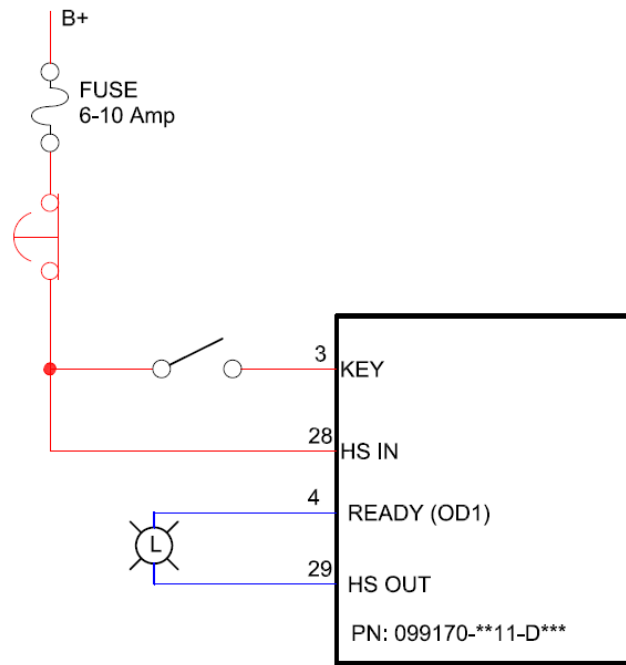 B+
FUSE
6-10 Amp
3
KEY
28
HS IN
4
READY (OD1)
L
29
HS OUT
PN: 099170-**11-D***